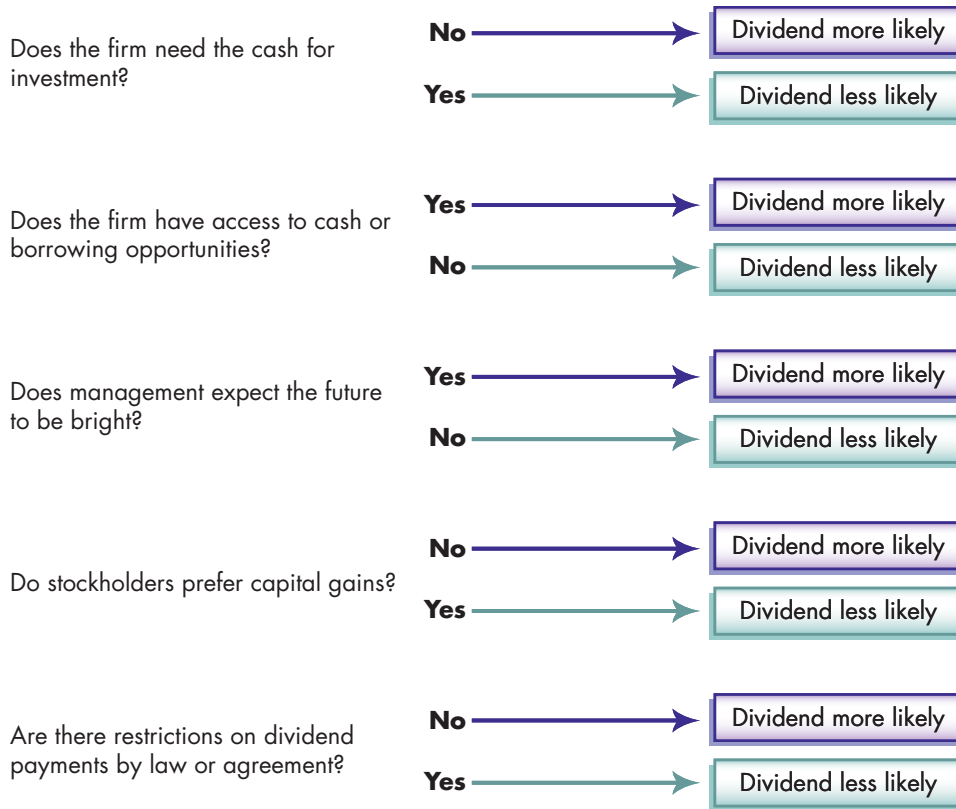 Does the firm need the cash for
investment?
No
Dividend more likely
Yes
Dividend less likely
Does the firm have access to cash or
borrowing opportunities?
Yes
Dividend more likely
No
Dividend less likely
Does management expect the future
to be bright?
Yes
Dividend more likely
No
Dividend less likely
Do stockholders prefer capital gains?
No
Dividend more likely
Yes
Dividend less likely
Are there restrictions on dividend
payments by law or agreement?
No
Dividend more likely
Yes
Dividend less likely